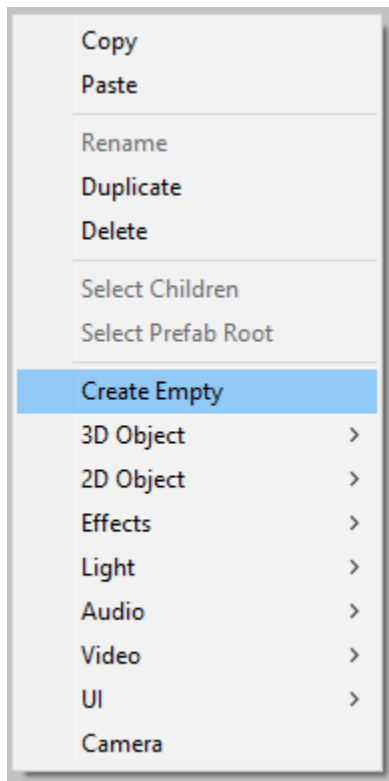 Copy
Paste
Rename
Duplicate
Delete
Select Children
Select Prefab Root
Create Empty
3D Object
2D Object
Effects
Light
Audio
Video
UI
Camera